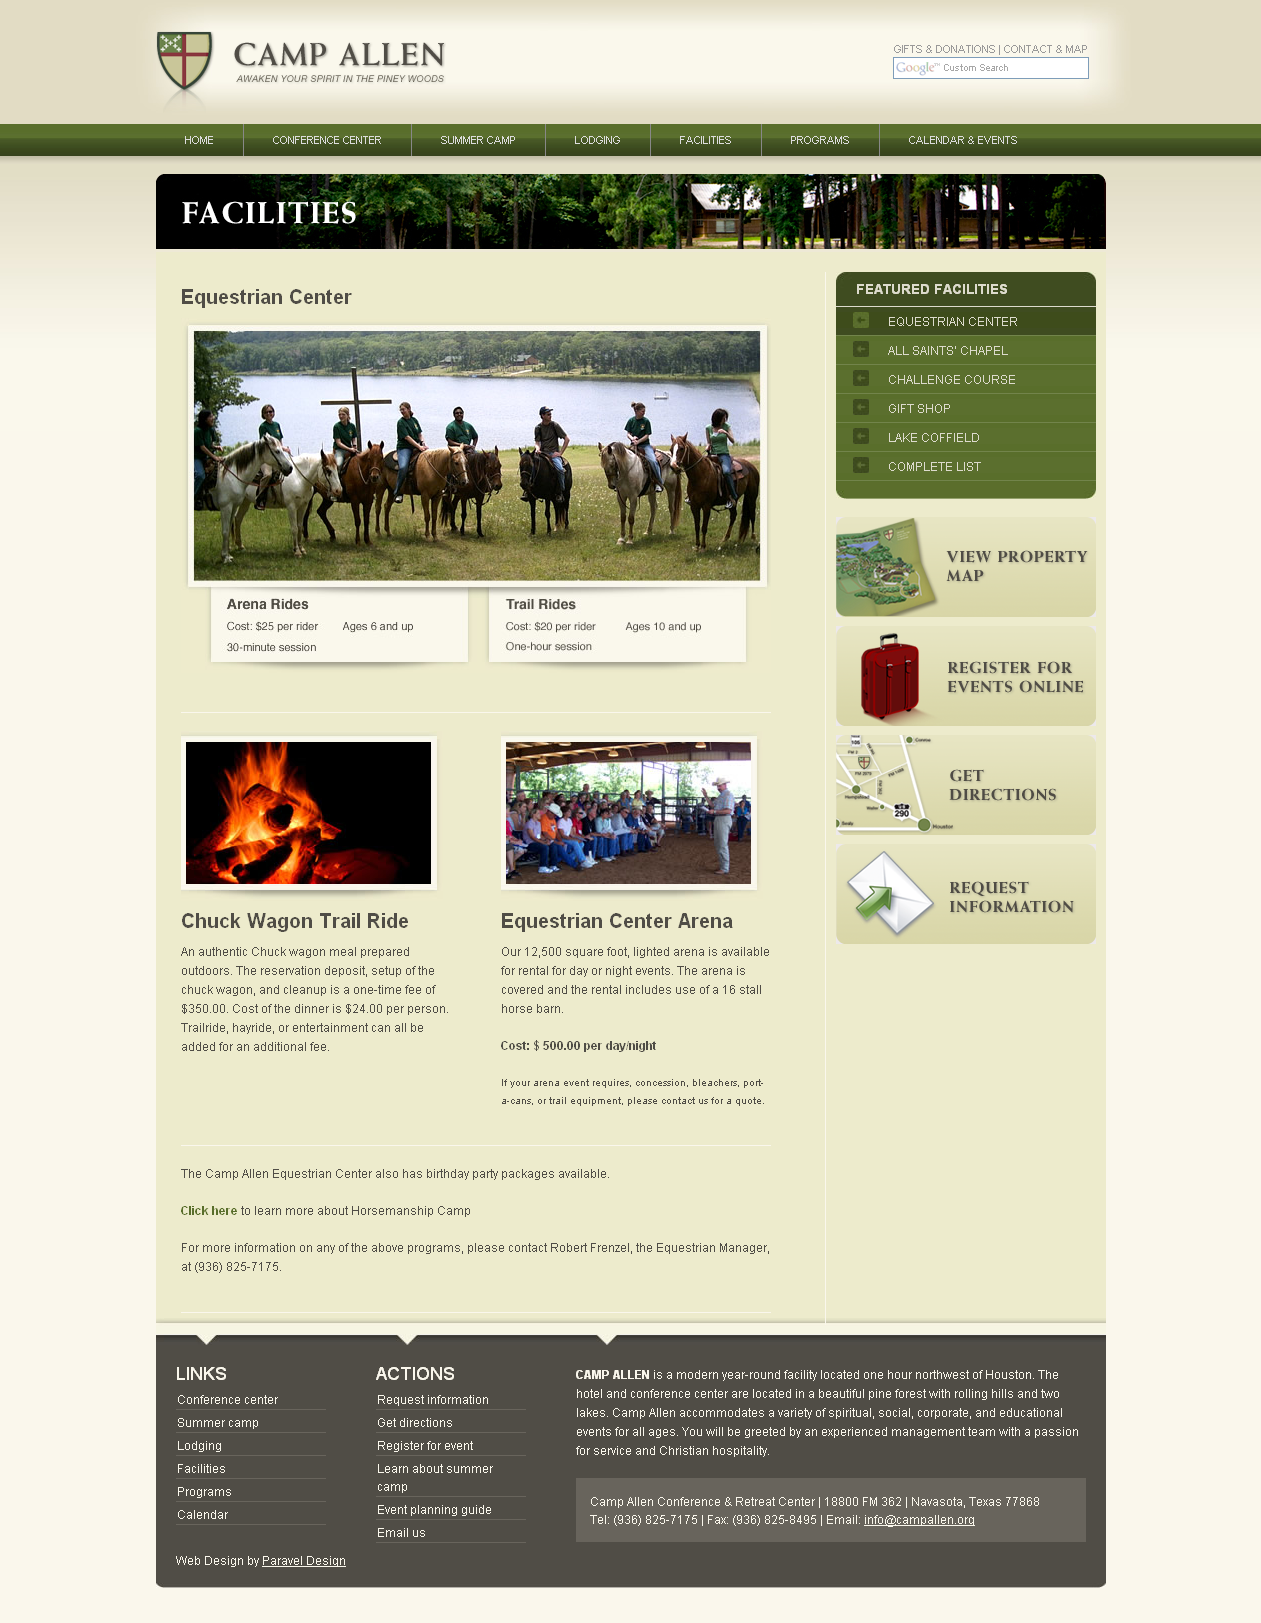 CAMP ALLEN
AWAKEN YOUR SPIRIT IN THE PINEY WOODS
GIFTS & DONATIONS | CONTACT & MAP
Google™ Custom Search
HOME
CONFERENCE CENTER
SUMMER CAMP
LODGING
FACILITIES
PROGRAMS
CALENDAR & EVENTS
FACILITIES
Equestrian Center
Arena Rides
Cost: $25 per rider
Ages 6 and up
30-minute session
Trail Rides
Cost: $20 per rider
Ages 10 and up
One-hour session
Chuck Wagon Trail Ride
An authentic Chuck wagon meal prepared
outdoors. The reservation deposit, setup of the
chuck wagon, and cleanup is a one-time fee of
$350.00. Cost of the dinner is $24.00 per person.
Trailride, hayride, or entertainment can all be
added for an additional fee.
Equestrian Center Arena
Our 12,500 square foot, lighted arena is available
for rental for day or night events. The arena is
covered and the rental includes use of a 16 stall
horse barn.
Cost: $ 500.00 per day/night
If your arena event requires, concession, bleachers, port-
a-cans, or trail equipment, please contact us for a quote.
The Camp Allen Equestrian Center also has birthday party packages available.
Click here to learn more about Horsemanship Camp
For more information on any of the above programs, please contact Robert Frenzel, the Equestrian Manager,
at (936) 825-7175.
FEATURED FACILITIES
EQUESTRIAN CENTER
ALL SAINTS' CHAPEL
CHALLENGE COURSE
GIFT SHOP
LAKE COFFIELD
COMPLETE LIST
VIEW PROPERTY
MAP
REGISTER FOR
EVENTS ONLINE
GET
DIRECTIONS
Hempstead
290
Sealy
Houston
REQUEST
INFORMATION
LINKS
Conference center
Summer camp
Lodging
Facilities
Programs
Calendar
Web Design by Paravel Design
ACTIONS
Request information
Get directions
Register for event
Learn about summer
camp
Event planning guide
Email us
CAMP ALLEN is a modern year-round facility located one hour northwest of Houston. The
hotel and conference center are located in a beautiful pine forest with rolling hills and two
lakes. Camp Allen accommodates a variety of spiritual, social, corporate, and educational
events for all ages. You will be greeted by an experienced management team with a passion
for service and Christian hospitality.
Camp Allen Conference & Retreat Center | 18800 FM 362 | Navasota, Texas 77868
Tel: (936) 825-7175 | Fax: (936) 825-8495 | Email: info@campallen.org